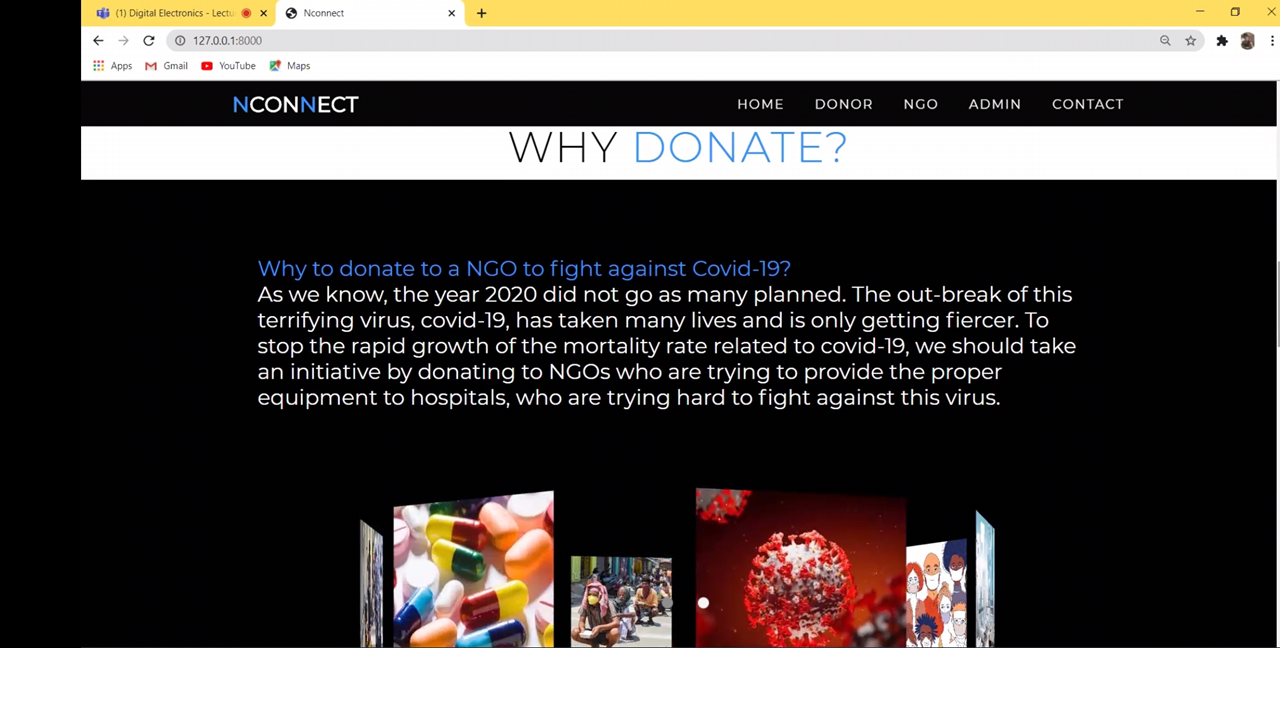 (1) Digital Electronics - Lectu
Nconnect
127.0.0.1:8000
Apps Gmail YouTube Maps
NCONNECT HOME DONOR NGO ADMIN CONTACT
WHY DONATE?
Why to donate to a NGO to fight against Covid-19?
As we know, the year 2020 did not go as many planned. The out-break of this
terrifying virus, covid-19, has taken many lives and is only getting fiercer. To
stop the rapid growth of the mortality rate related to covid-19, we should take
an initiative by donating to NGOs who are trying to provide the proper
equipment to hospitals, who are trying hard to fight against this virus.